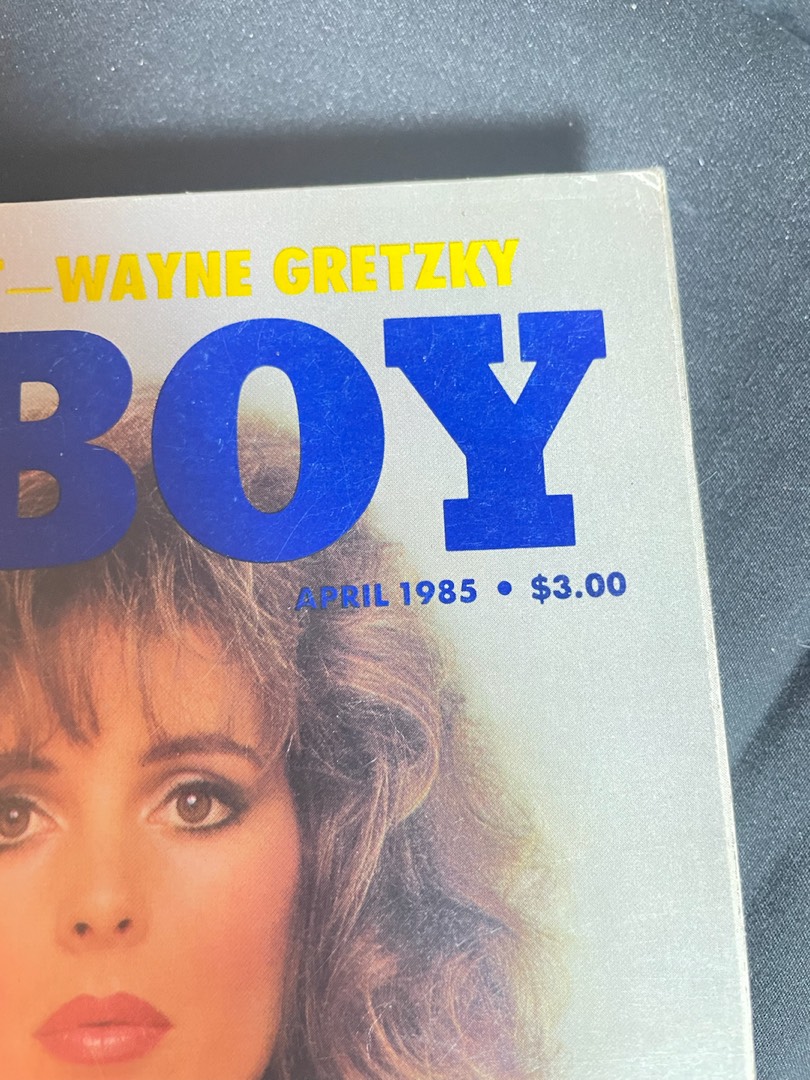 —WAYNE GRETZKY
BOY
APRIL 1985 • $3.00